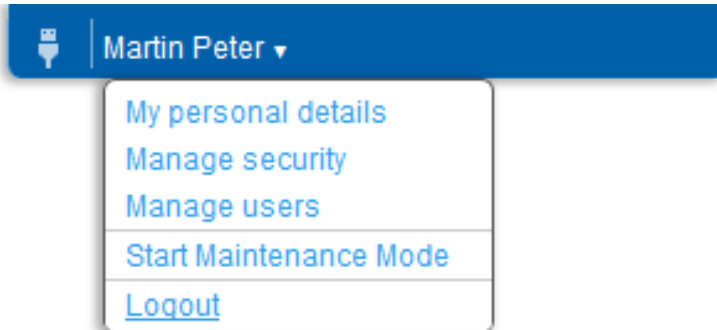 Martin Peter
My personal details
Manage security
Manage users
Start Maintenance Mode
Logout